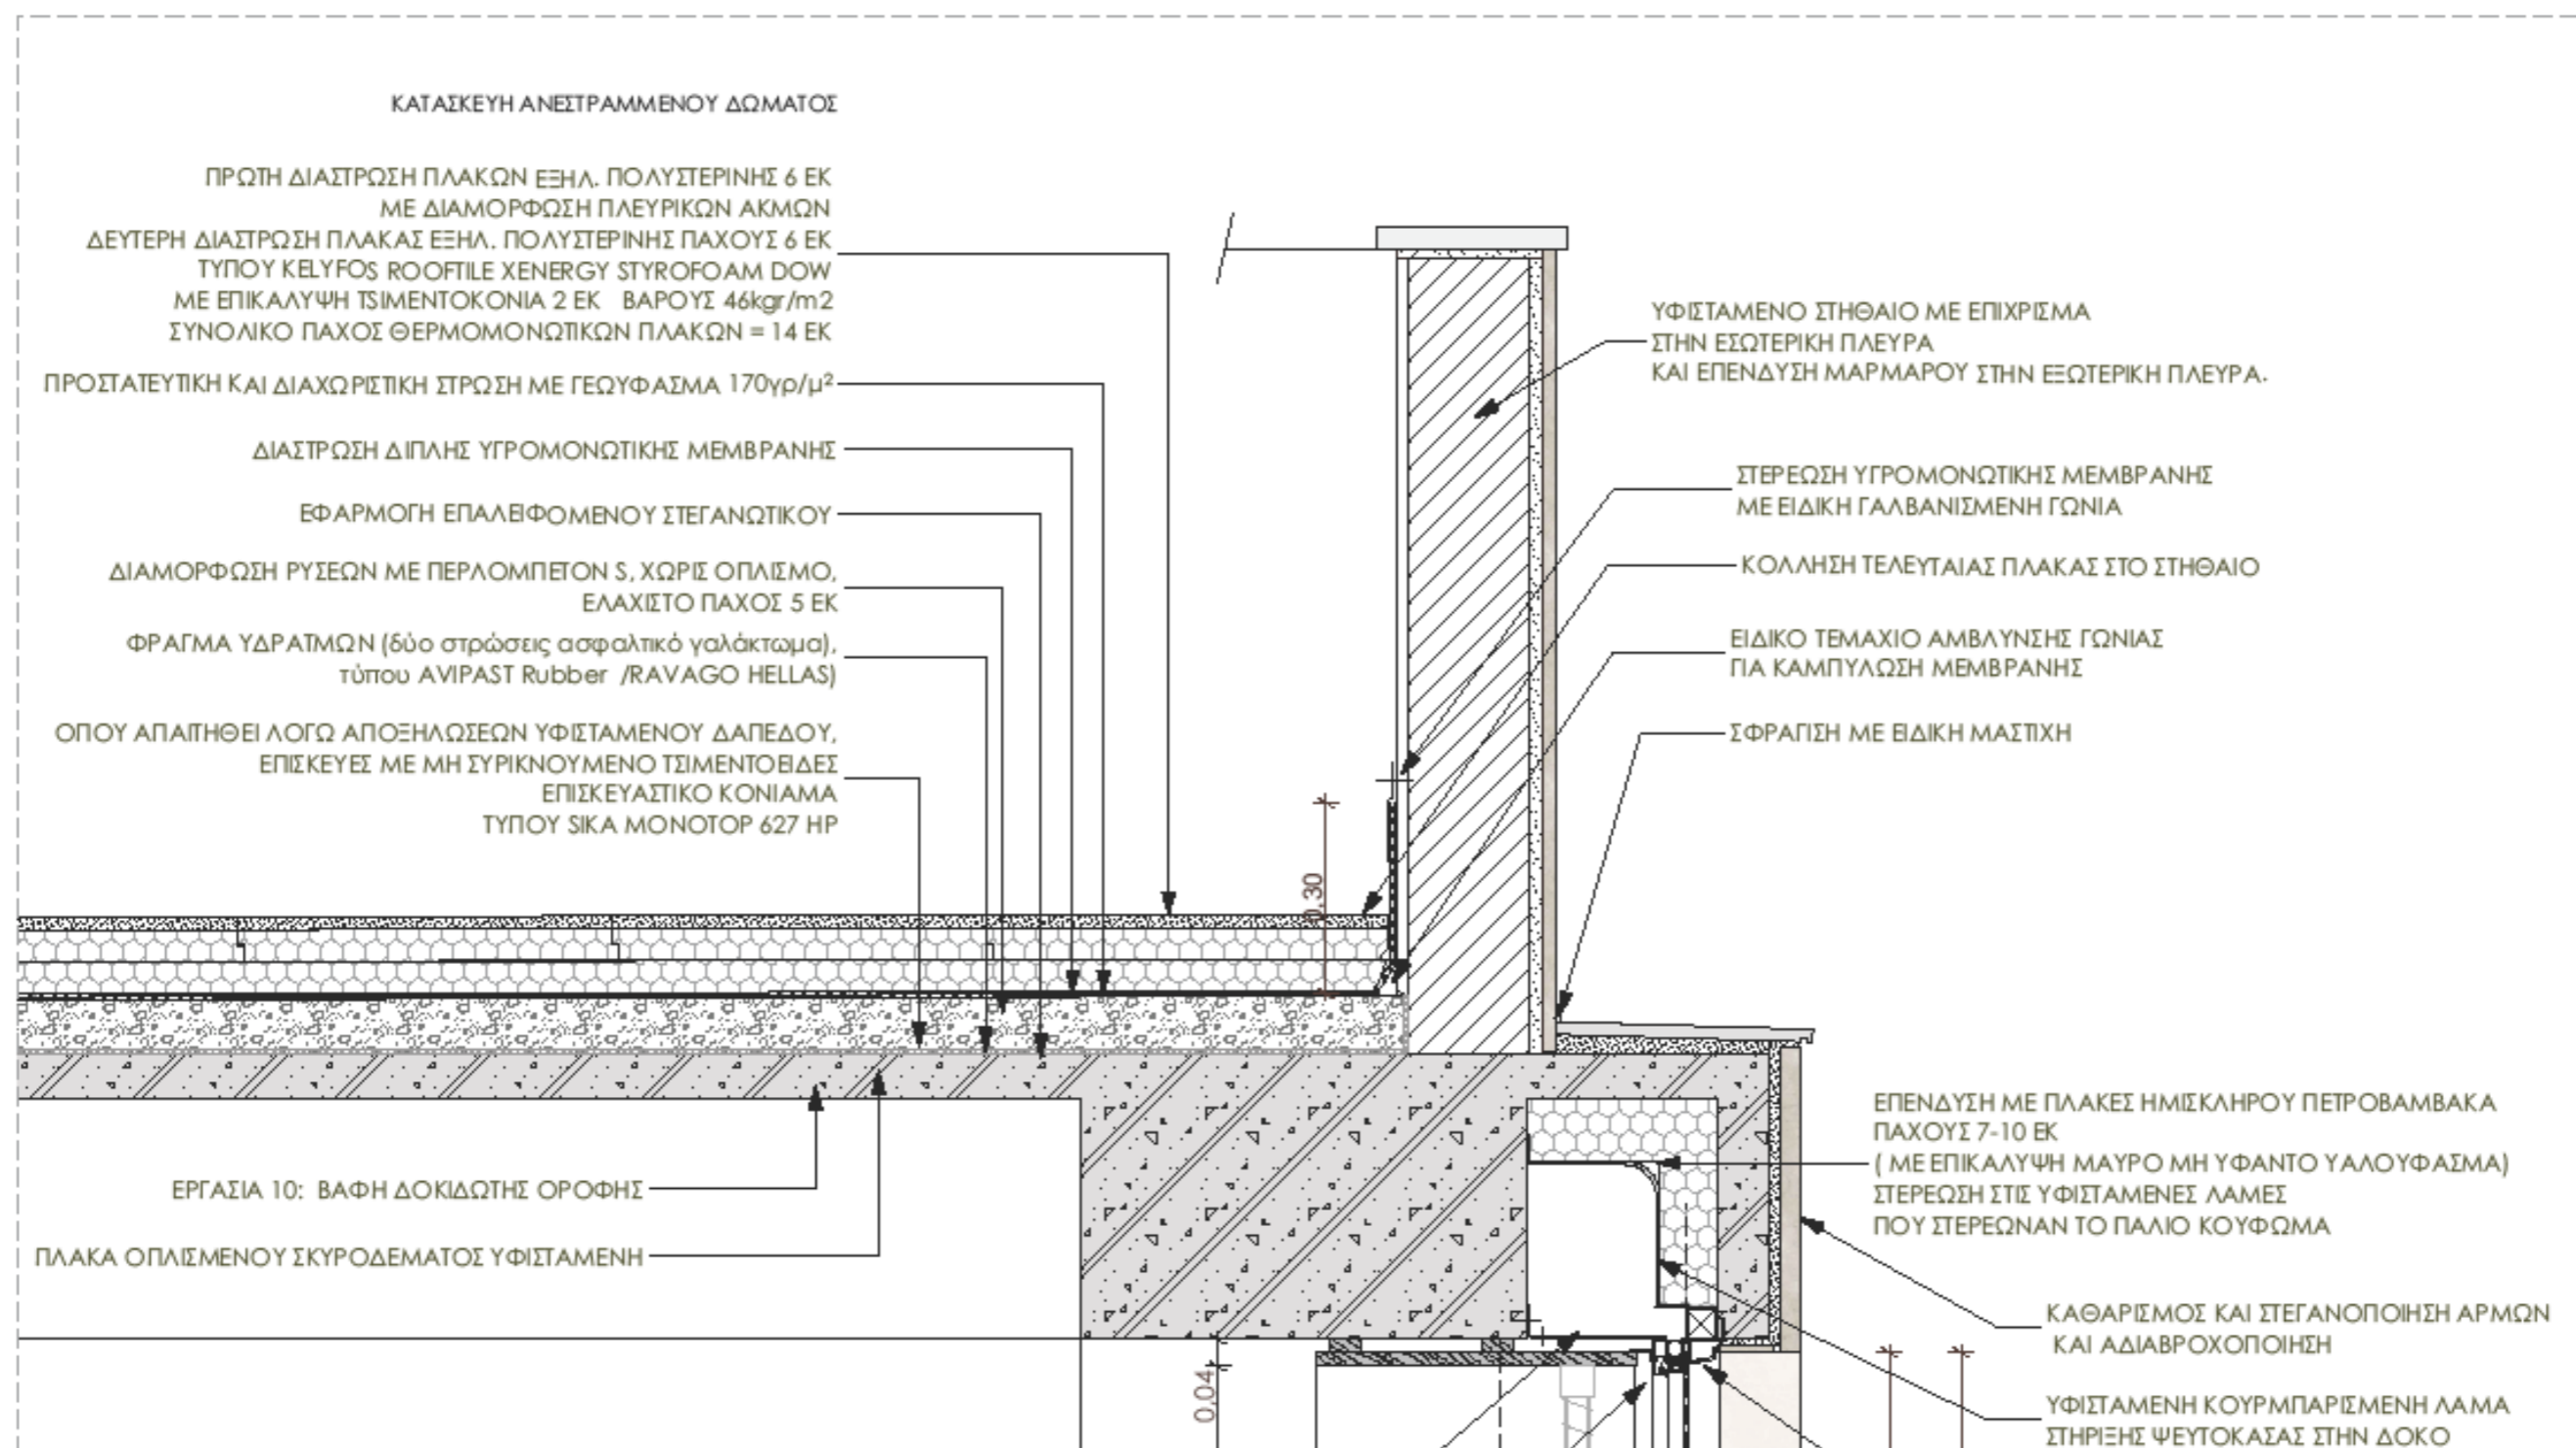 ΚΑΤΑΣΚΕΥΗ ΑΝΕΣΤΡΑΜΜΕΝΟΥ ΔΩΜΑΤΟΣ
ΠΡΩΤΗ ΔΙΑΣΤΡΩΣΗ ΠΛΑΚΩΝ ΕΞΗΛ. ΠΟΛΥΣΤΕΡΙΝΗΣ 6 ΕΚ
ΜΕ ΔΙΑΜΟΡΦΩΣΗ ΠΛΕΥΡΙΚΩΝ ΑΚΜΩΝ
ΔΕΥΤΕΡΗ ΔΙΑΣΤΡΩΣΗ ΠΛΑΚΑΣ ΕΞΗΛ. ΠΟΛΥΣΤΕΡΙΝΗΣ ΠΑΧΟΥΣ 6 ΕΚ
ΤΥΠΟΥ KELYFOS ROOFTILE XENERGY STYROFOAM DOW
ΜΕ ΕΠΙΚΑΛΥΨΗ TSIMENTOKONIA 2 ΕΚ ΒΑΡΟΥΣ 46kgr/m2
ΣΥΝΟΛΙΚΟ ΠΑΧΟΣ ΘΕΡΜΟΜΟΝΩΤΙΚΩΝ ΠΛΑΚΩΝ = 14 ΕΚ
ΠΡΟΣΤΑΤΕΥΤΙΚΗ ΚΑΙ ΔΙΑΧΩΡΙΣΤΙΚΗ ΣΤΡΩΣΗ ΜΕ ΓΕΩΥΦΑΣΜΑ 170γρ/μ²
ΔΙΑΣΤΡΩΣΗ ΔΙΠΛΗΣ ΥΓΡΟΜΟΝΩΤΙΚΗΣ ΜΕΜΒΡΑΝΗΣ
ΕΦΑΡΜΟΓΗ ΕΠΑΛΕΙΦΟΜΕΝΟΥ ΣΤΕΓΑΝΩΤΙΚΟΥ
ΔΙΑΜΟΡΦΩΣΗ ΡΥΣΕΩΝ ΜΕ ΠΕΡΛΟΜΠΕΤΟΝ S, ΧΩΡΙΣ ΟΠΛΙΣΜΟ,
ΕΛΑΧΙΣΤΟ ΠΑΧΟΣ 5 ΕΚ
ΦΡΑΓΜΑ ΥΔΡΑΤΜΩΝ (δύο στρώσεις ασφαλτικό γαλάκτωμα),
τύπου AVIPAST Rubber /RAVAGO HELLAS)
ΟΠΟΥ ΑΠΑΙΤΗΘΕΙ ΛΟΓΩ ΑΠΟΞΗΛΩΣΕΩΝ ΥΦΙΣΤΑΜΕΝΟΥ ΔΑΠΕΔΟΥ,
ΕΠΙΣΚΕΥΕΣ ΜΕ ΜΗ ΣΥΡΙΚΝΟΥΜΕΝΟ ΤΣΙΜΕΝΤΟΕΙΔΕΣ
ΕΠΙΣΚΕΥΑΣΤΙΚΟ ΚΟΝΙΑΜΑ
ΤΥΠΟΥ SIKA MONOTOP 627 HP
ΕΡΓΑΣΙΑ 10: ΒΑΦΗ ΔΟΚΙΔΩΤΗΣ ΟΡΟΦΗΣ
ΠΛΑΚΑ ΟΠΛΙΣΜΕΝΟΥ ΣΚΥΡΟΔΕΜΑΤΟΣ ΥΦΙΣΤΑΜΕΝΗ
0,30
0,04
ΥΦΙΣΤΑΜΕΝΟ ΣΤΗΘΑΙΟ ΜΕ ΕΠΙΧΡΙΣΜΑ
ΣΤΗΝ ΕΣΩΤΕΡΙΚΗ ΠΛΕΥΡΑ
ΚΑΙ ΕΠΕΝΔΥΣΗ ΜΑΡΜΑΡΟΥ ΣΤΗΝ ΕΞΩΤΕΡΙΚΗ ΠΛΕΥΡΑ.
ΣΤΕΡΕΩΣΗ ΥΓΡΟΜΟΝΩΤΙΚΗΣ ΜΕΜΒΡΑΝΗΣ
ΜΕ ΕΙΔΙΚΗ ΓΑΛΒΑΝΙΣΜΕΝΗ ΓΩΝΙΑ
ΚΟΛΛΗΣΗ ΤΕΛΕΥΤΑΙΑΣ ΠΛΑΚΑΣ ΣΤΟ ΣΤΗΘΑΙΟ
ΕΙΔΙΚΟ ΤΕΜΑΧΙΟ ΑΜΒΛΥΝΣΗΣ ΓΩΝΙΑΣ
ΓΙΑ ΚΑΜΠΥΛΩΣΗ ΜΕΜΒΡΑΝΗΣ
ΣΦΡΑΓΙΣΗ ΜΕ ΕΙΔΙΚΗ ΜΑΣΤΙΧΗ
ΕΠΕΝΔΥΣΗ ΜΕ ΠΛΑΚΕΣ ΗΜΙΣΚΛΗΡΟΥ ΠΕΤΡΟΒΑΜΒΑΚΑ
ΠΑΧΟΥΣ 7-10 ΕΚ
( ΜΕ ΕΠΙΚΑΛΥΨΗ ΜΑΥΡΟ ΜΗ ΥΦΑΝΤΟ ΥΑΛΟΥΦΑΣΜΑ)
ΣΤΕΡΕΩΣΗ ΣΤΙΣ ΥΦΙΣΤΑΜΕΝΕΣ ΛΑΜΕΣ
ΠΟΥ ΣΤΕΡΕΩΝΑΝ ΤΟ ΠΑΛΙΟ ΚΟΥΦΩΜΑ
ΚΑΘΑΡΙΣΜΟΣ ΚΑΙ ΣΤΕΓΑΝΟΠΟΙΗΣΗ ΑΡΜΩΝ
ΚΑΙ ΑΔΙΑΒΡΟΧΟΠΟΙΗΣΗ
ΥΦΙΣΤΑΜΕΝΗ ΚΟΥΡΜΠΑΡΙΣΜΕΝΗ ΛΑΜΑ
ΣΤΗΡΙΞΗΣ ΨΕΥΤΟΚΑΣΑΣ ΣΤΗΝ ΔΟΚΟ